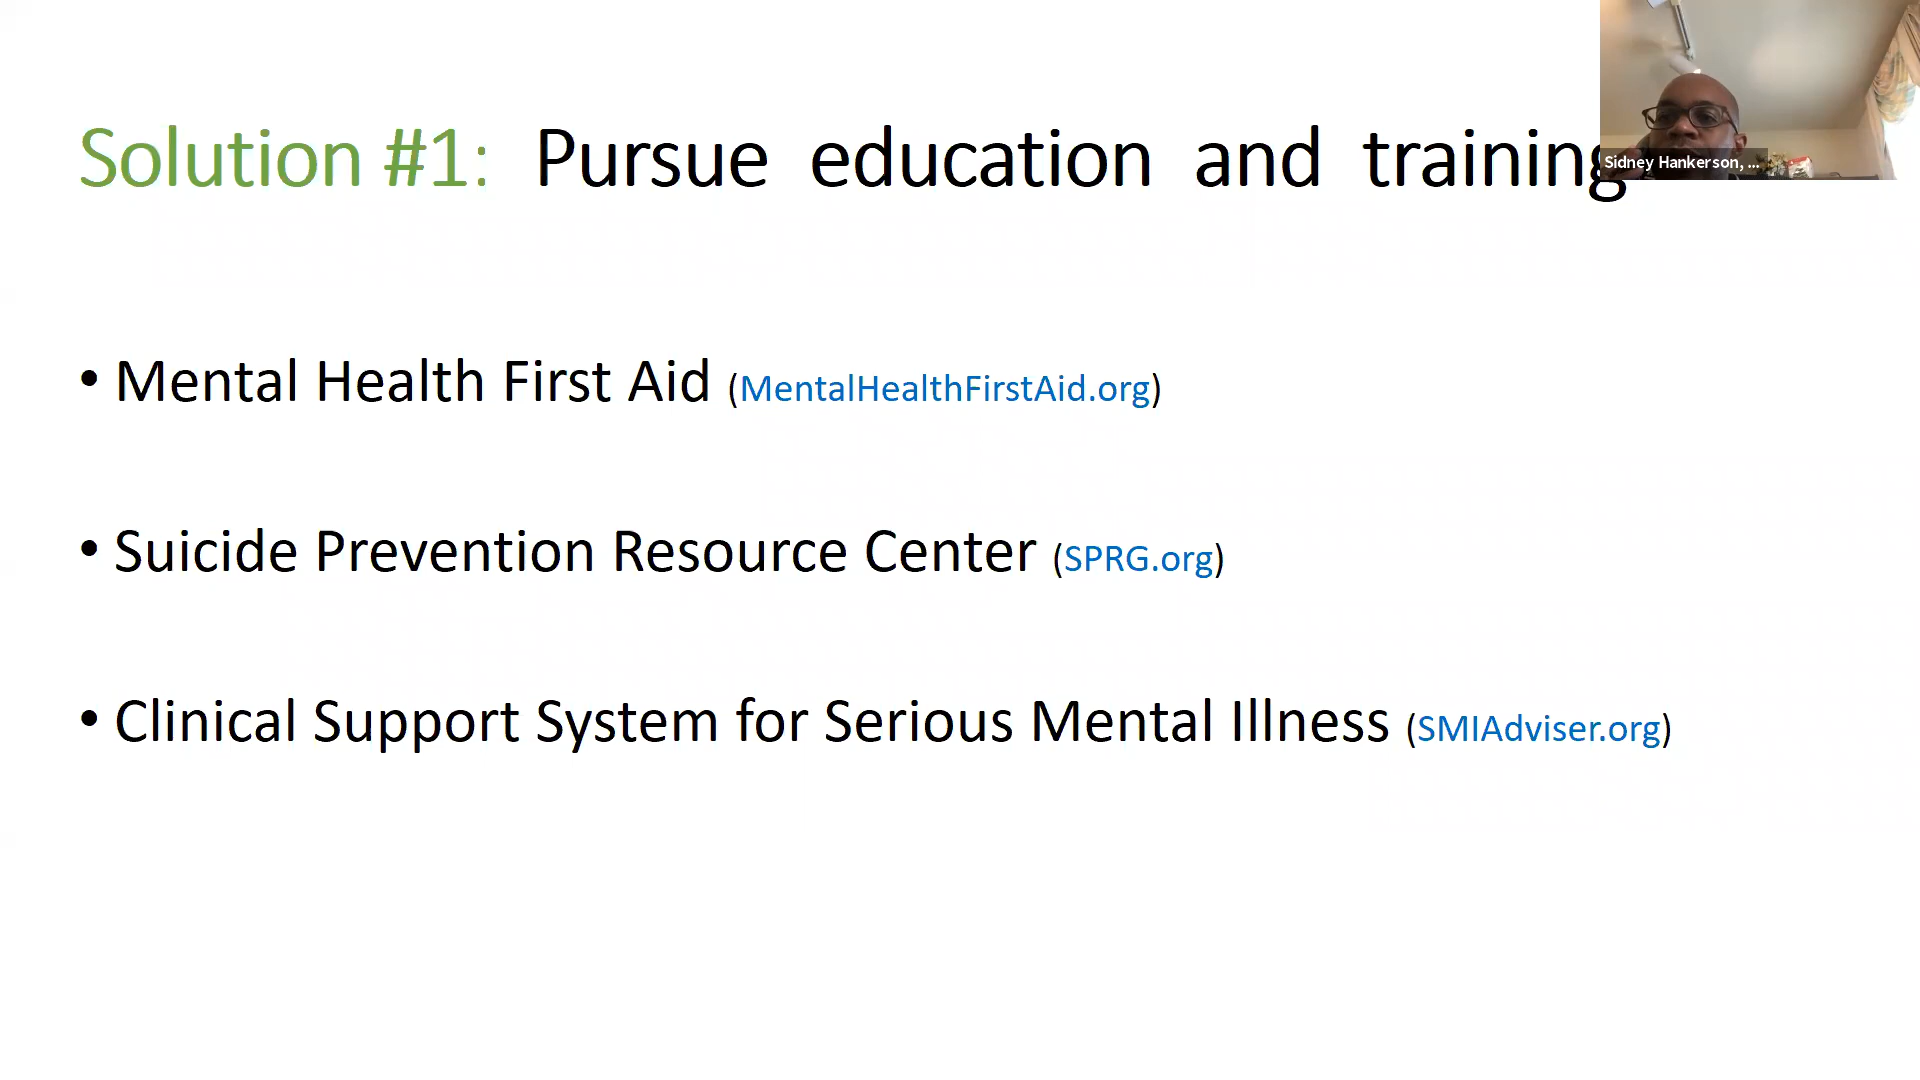 Solution #1: Pursue education and training
Sidney Hankerson, ...
• Mental Health First Aid (MentalHealthFirstAid.org)
• Suicide Prevention Resource Center (SPRG.org)
• Clinical Support System for Serious Mental Illness (SMIAdviser.org)